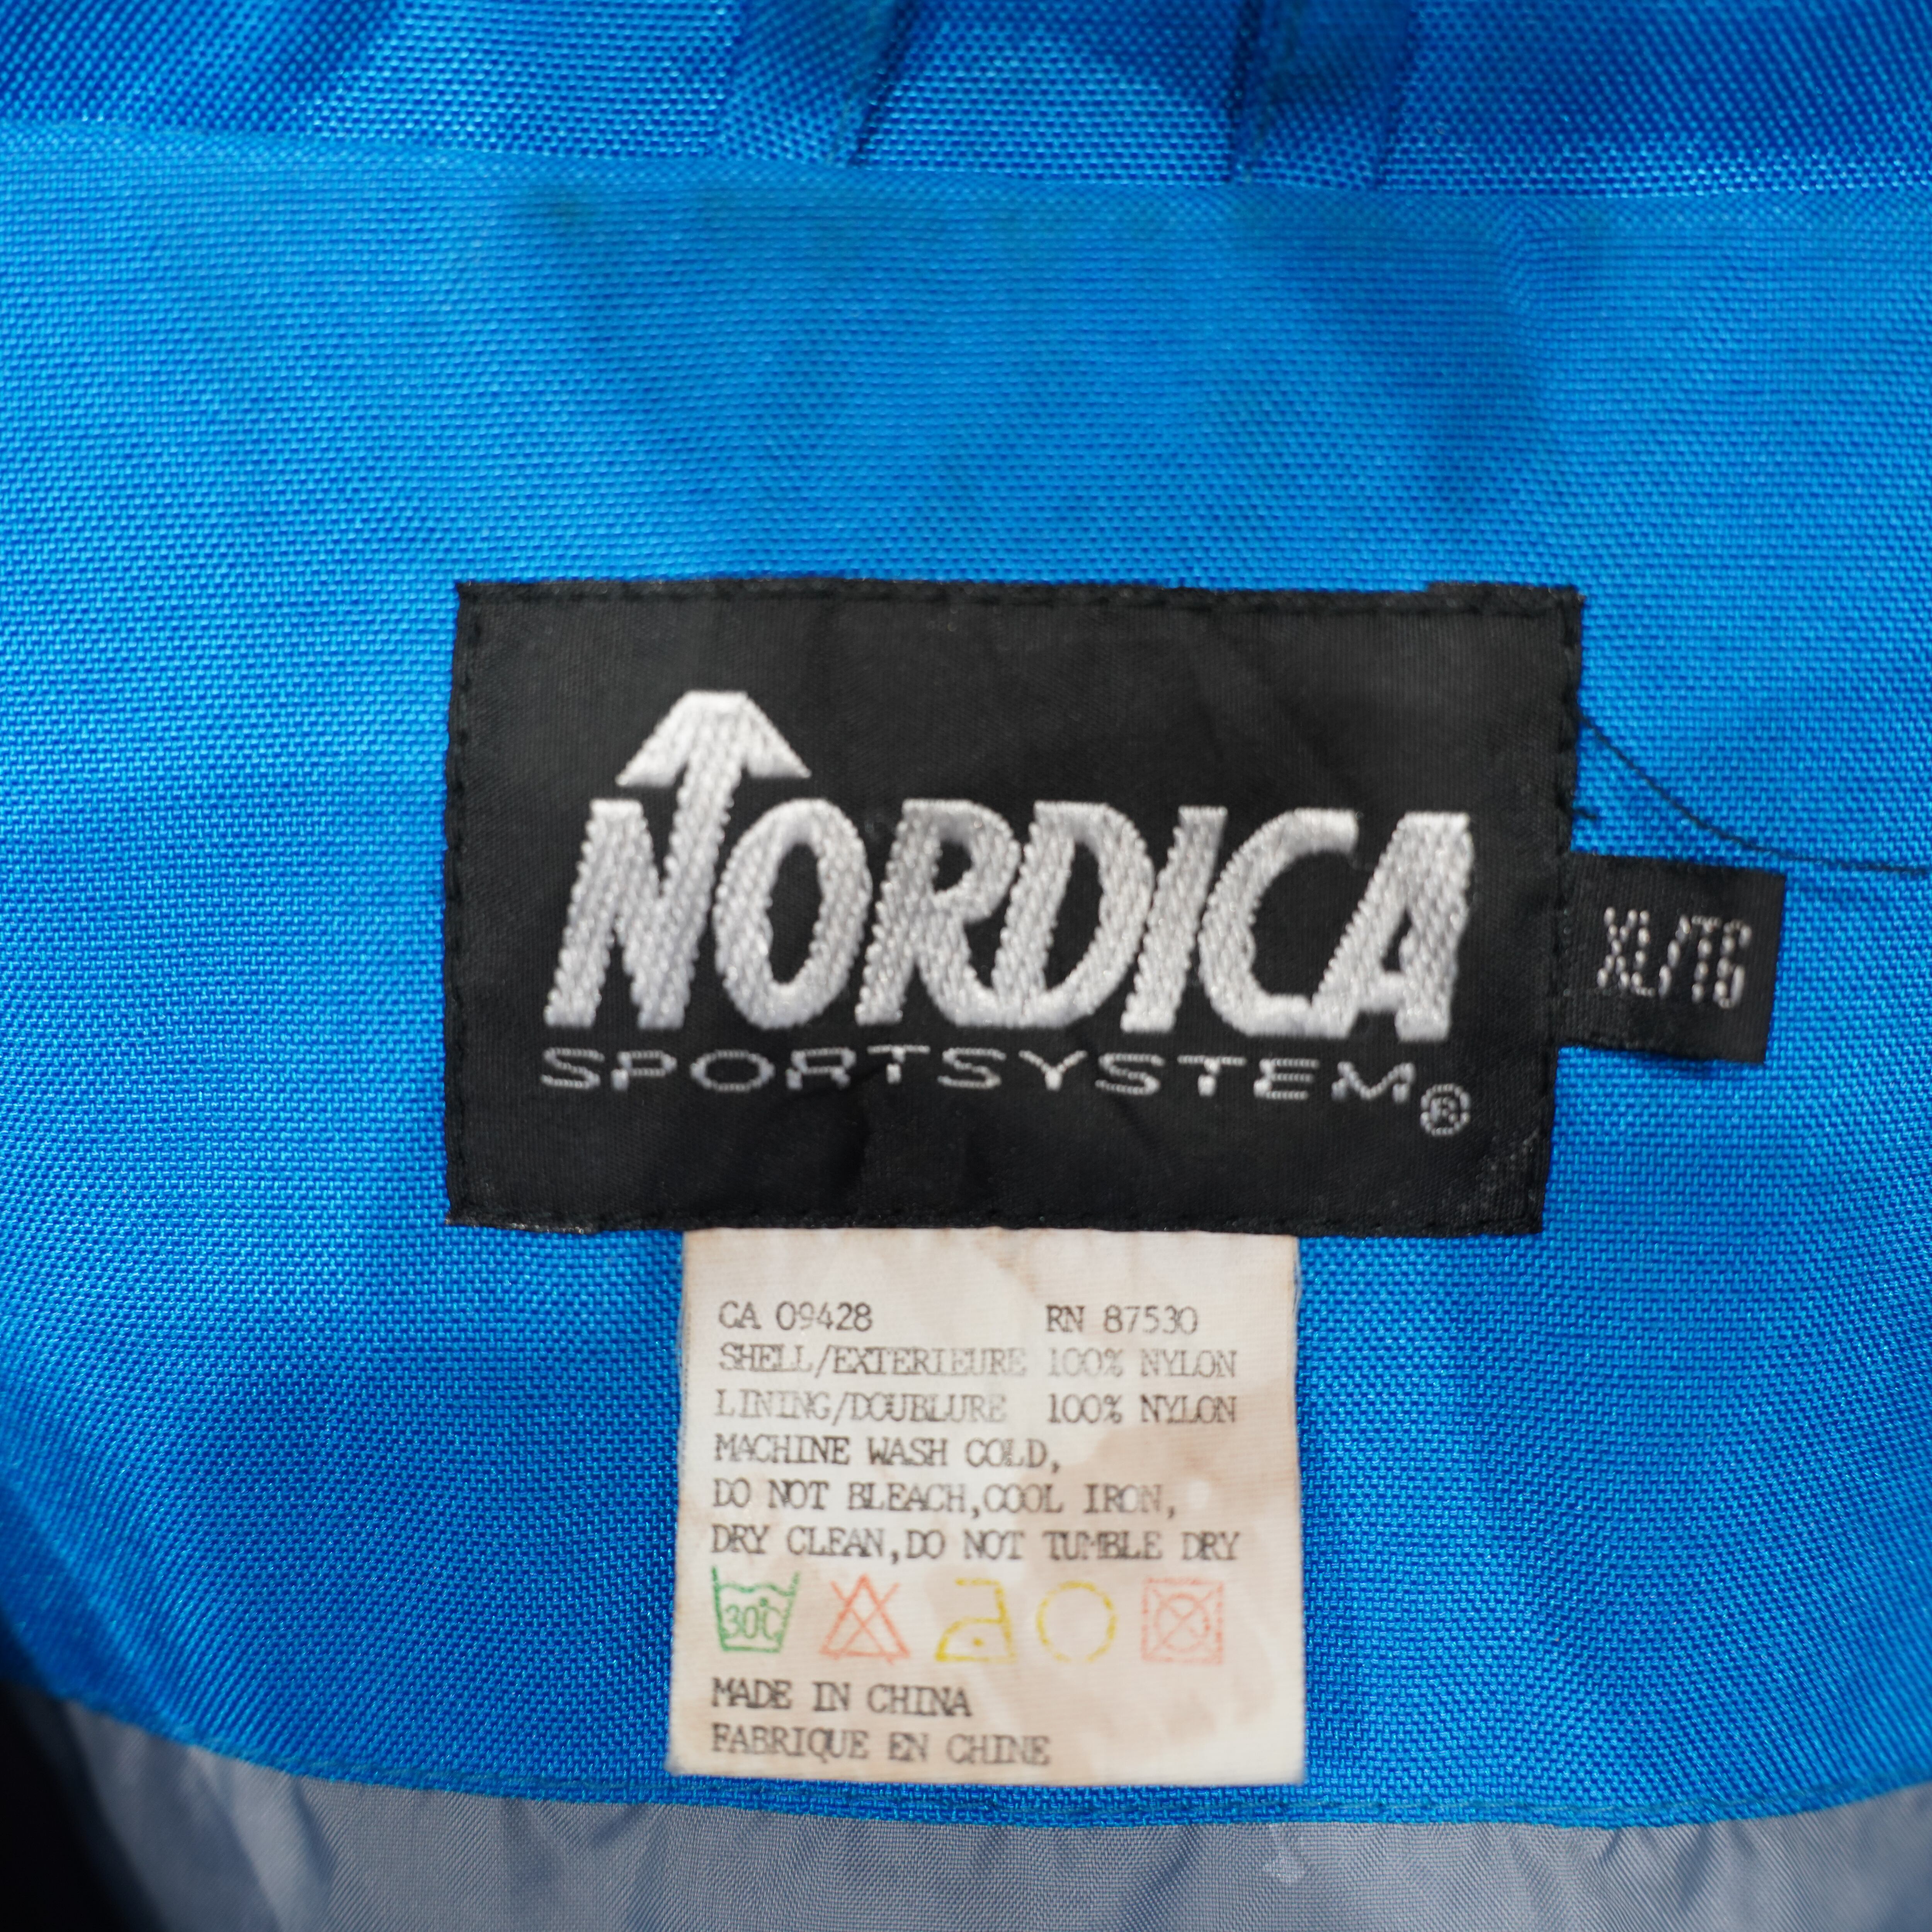 NORDICA
SPORTSYSTEM®
XL/TG
CA 09428 RN 87530
SHELL/EXTERIEURE 100% NYLON
LINING/DOUBLURE 100% NYLON
MACHINE WASH COLD,
DO NOT BLEACH,COOL IRON,
DRY CLEAN,DO NOT TUMBLE DRY
30℃
MADE IN CHINA
FABRIQUE EN CHINE